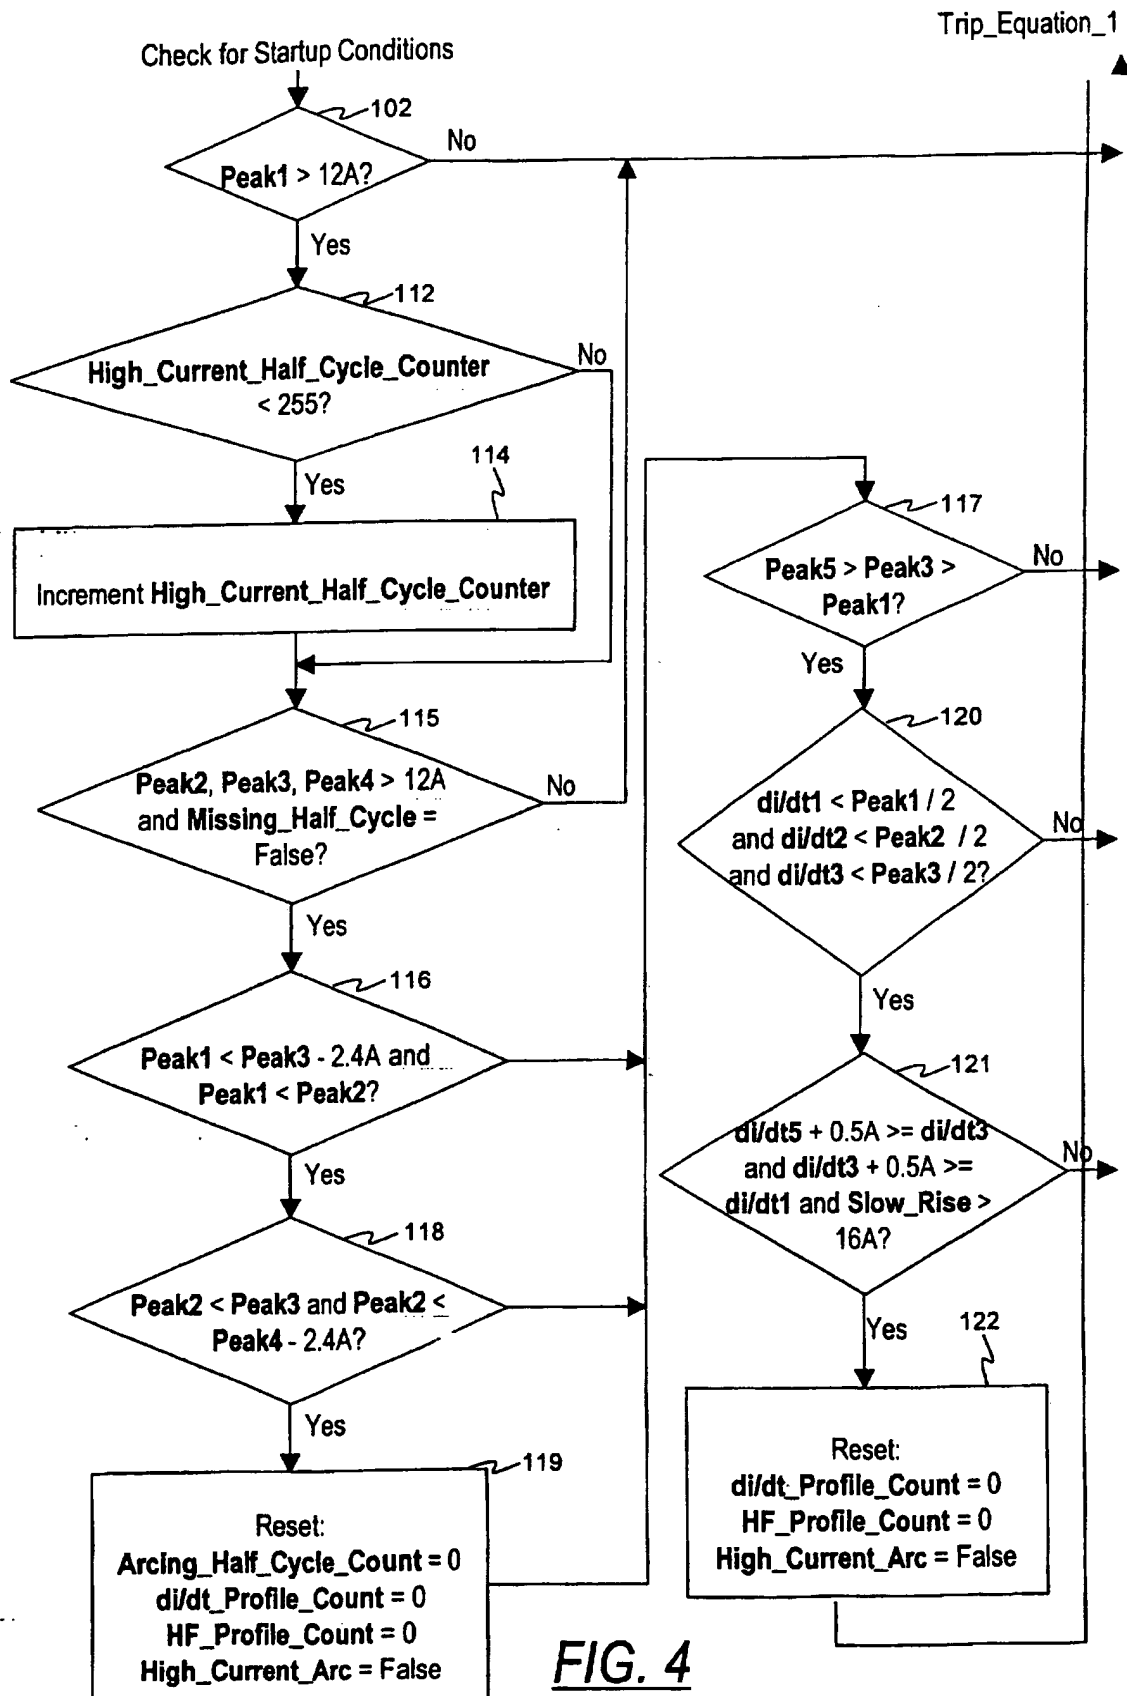 Trip_Equation_1
Check for Startup Conditions
102
Peak1 > 12A?
No
Yes
112
High_Current_Half_Cycle_Counter
< 255?
No
Yes
114
Increment High_Current_Half_Cycle_Counter
115
Peak2, Peak3, Peak4 > 12A
and Missing_Half_Cycle =
False?
No
Yes
116
Peak1 < Peak3 - 2.4A and
Peak1 < Peak2?
Yes
118
Peak2 < Peak3 and Peak2 <
Peak4 - 2.4A?
Yes
119
Reset:
Arcing_Half_Cycle_Count = 0
di/dt_Profile_Count = 0
HF_Profile_Count = 0
High_Current_Arc = False
117
Peak5 > Peak3 >
Peak1?
No
Yes
120
di/dt1 < Peak1 / 2
and di/dt2 < Peak2 / 2
and di/dt3 < Peak3 / 2?
No
Yes
121
di/dt5 + 0.5A >= di/dt3
and di/dt3 + 0.5A >=
di/dt1 and Slow_Rise >
16A?
No
Yes
122
Reset:
di/dt_Profile_Count = 0
HF_Profile_Count = 0
High_Current_Arc = False
FIG. 4